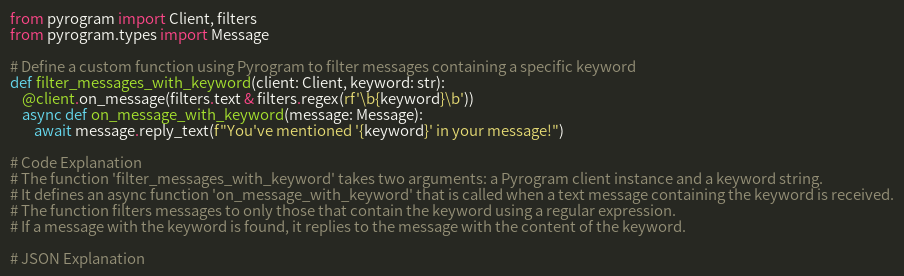 from pyrogram import Client, filters
from pyrogram.types import Message
# Define a custom function using Pyrogram to filter messages containing a specific keyword
def filter_messages_with_keyword(client: Client, keyword: str):
    @client.on_message(filters.text & filters.regex(rf'\b{keyword}\b'))
    async def on_message_with_keyword(message: Message):
        await message.reply_text(f"You've mentioned '{keyword}' in your message!")
# Code Explanation
# The function 'filter_messages_with_keyword' takes two arguments: a Pyrogram client instance and a keyword string.
# It defines an async function 'on_message_with_keyword' that is called when a text message containing the keyword is received.
# The function filters messages to only those that contain the keyword using a regular expression.
# If a message with the keyword is found, it replies to the message with the content of the keyword.
# JSON Explanation